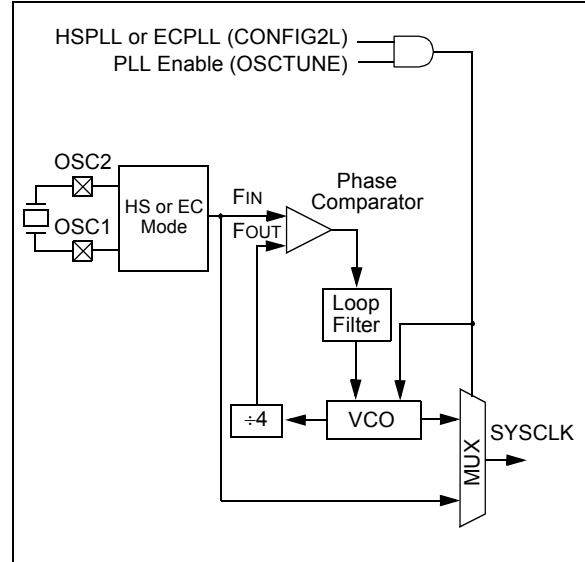 HSPLL or ECPLL (CONFIG2L)
PLL Enable (OSCTUNE)
OSC2
OSC1
HS or EC
Mode
FIN
FOUT
Phase
Comparator
Loop
Filter
÷4
VCO
MUX
SYSCLK